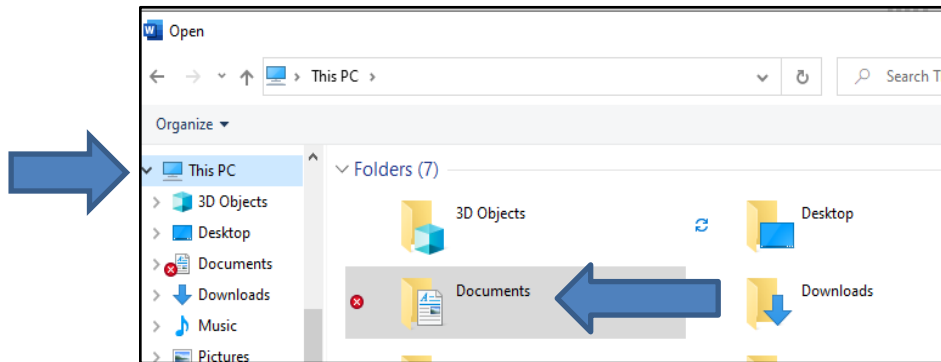 Open
This PC
Search T
Organize
This PC
3D Objects
Desktop
Documents
Downloads
Music
Pictures
Folders (7)
3D Objects
Desktop
Documents
Downloads